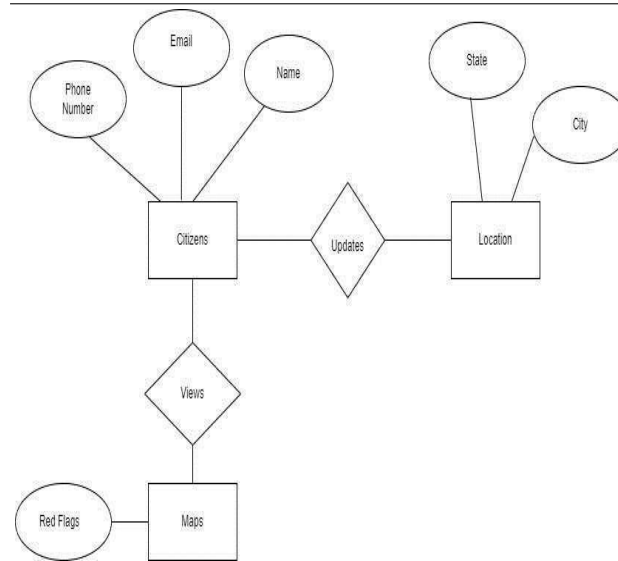 Email
Name
Phone
Number
State
City
Citizens
Updates
Location
Views
Red Flags
Maps